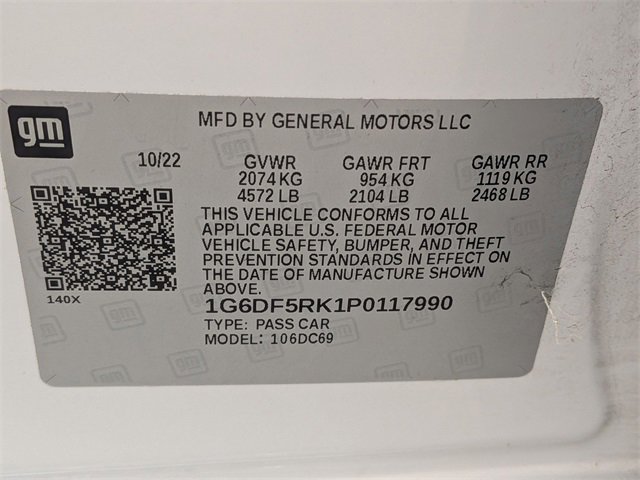 gm
MFD BY GENERAL MOTORS LLC
10/22 GVWR GAWR FRT GAWR RR
2074 KG 954 KG 1119 KG
4572 LB 2104 LB 2468 LB
THIS VEHICLE CONFORMS TO ALL
APPLICABLE U.S. FEDERAL MOTOR
VEHICLE SAFETY, BUMPER, AND THEFT
PREVENTION STANDARDS IN EFFECT ON
THE DATE OF MANUFACTURE SHOWN
ABOVE.
140X
1G6DF5RK1P0117990
TYPE: PASS CAR
MODEL: 106DC69